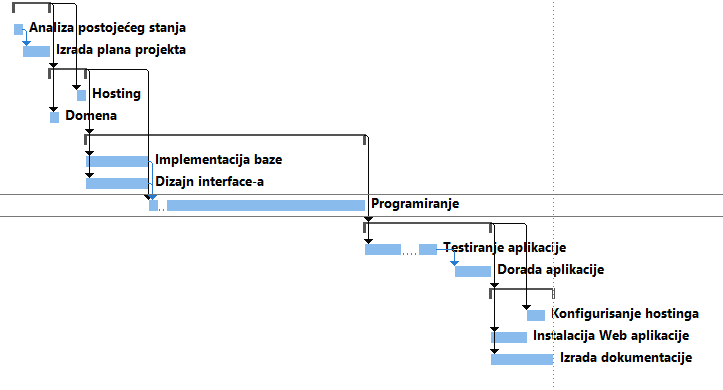 Analiza postojećeg stanja
Izrada plana projekta
Hosting
Domena
Implementacija baze
Dizajn interface-a
Programiranje
Testiranje aplikacije
Dorada aplikacije
Konfigurisanje hostinga
Instalacija Web aplikacije
Izrada dokumentacije